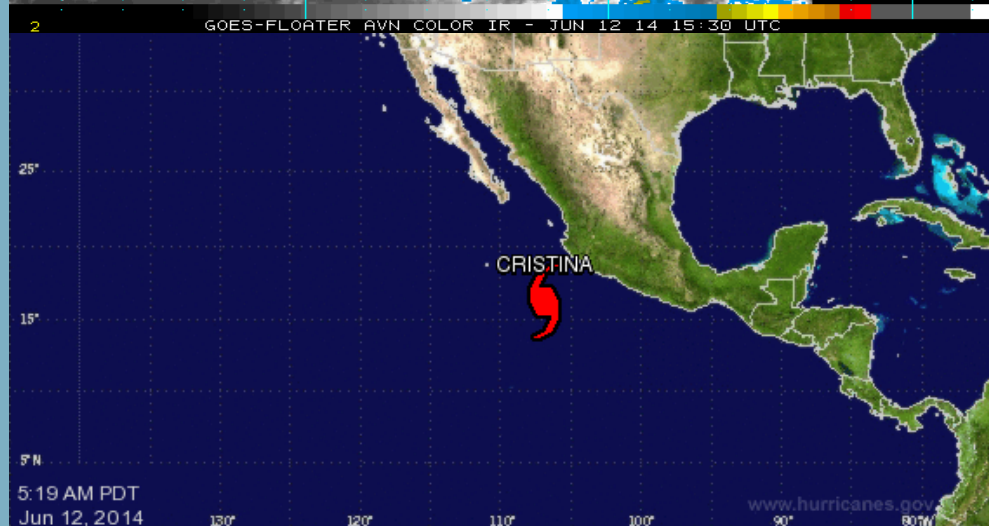 2
GOES-FLOATER AVN COLOR IR - JUN 12 14 15:30 UTC
25°
CRISTINA
15°
5°N
5:19 AM PDT
Jun 12, 2014
www.hurricanes.gov
130° 120° 110° 100° 90° 80°W